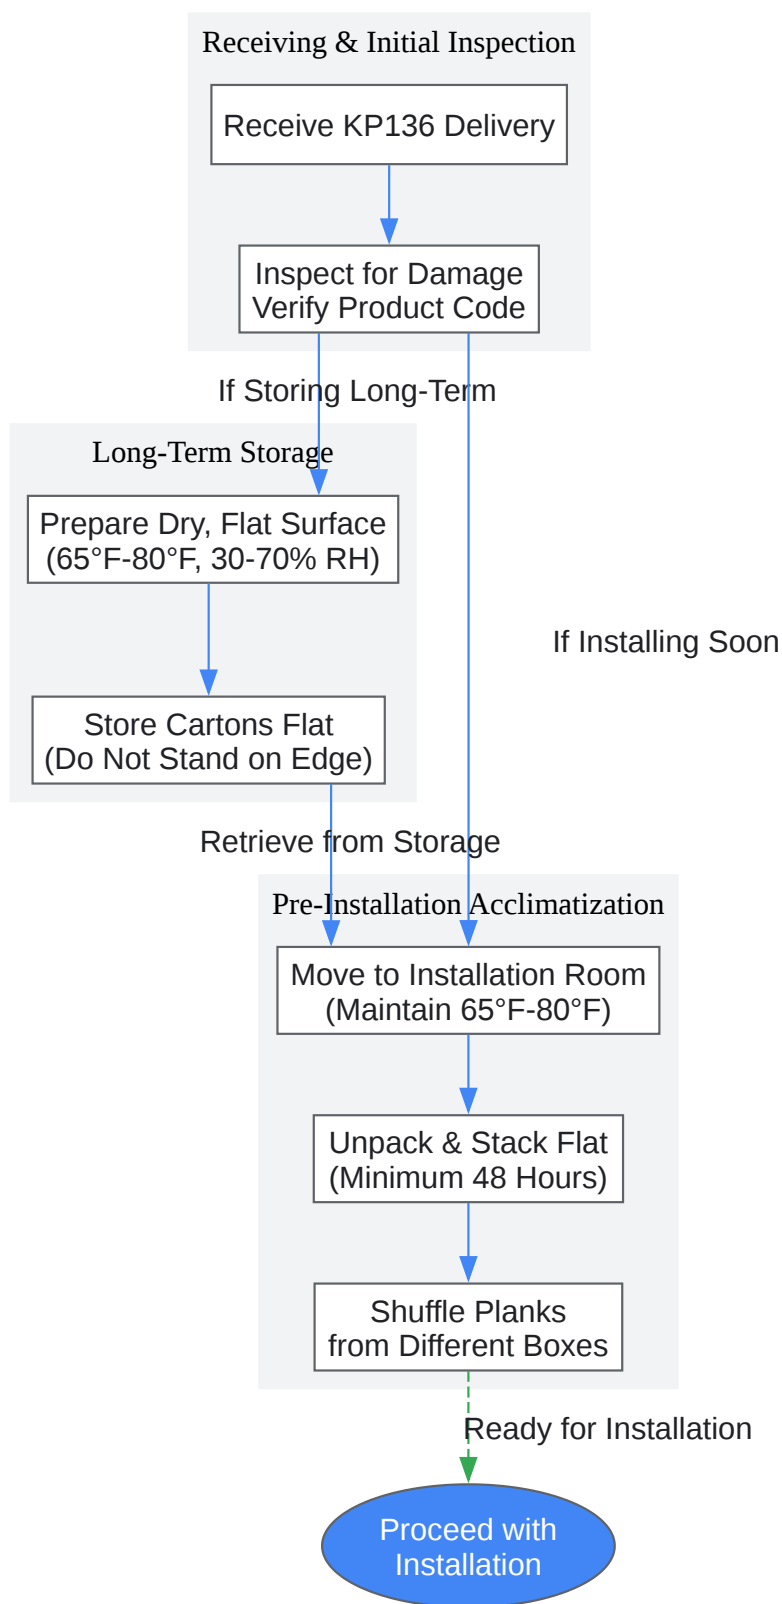 Receiving & Initial Inspection
Receive KP136 Delivery
Inspect for Damage
Verify Product Code
If Storing Long-Term
Long-Term Storage
Prepare Dry, Flat Surface
(65°F-80°F, 30-70% RH)
If Installing Soon
Store Cartons Flat
(Do Not Stand on Edge)
Retrieve from Storage
Pre-Installation Acclimatization
Move to Installation Room
(Maintain 65°F-80°F)
Unpack & Stack Flat
(Minimum 48 Hours)
Shuffle Planks
from Different Boxes
Ready for Installation
Proceed with
Installation